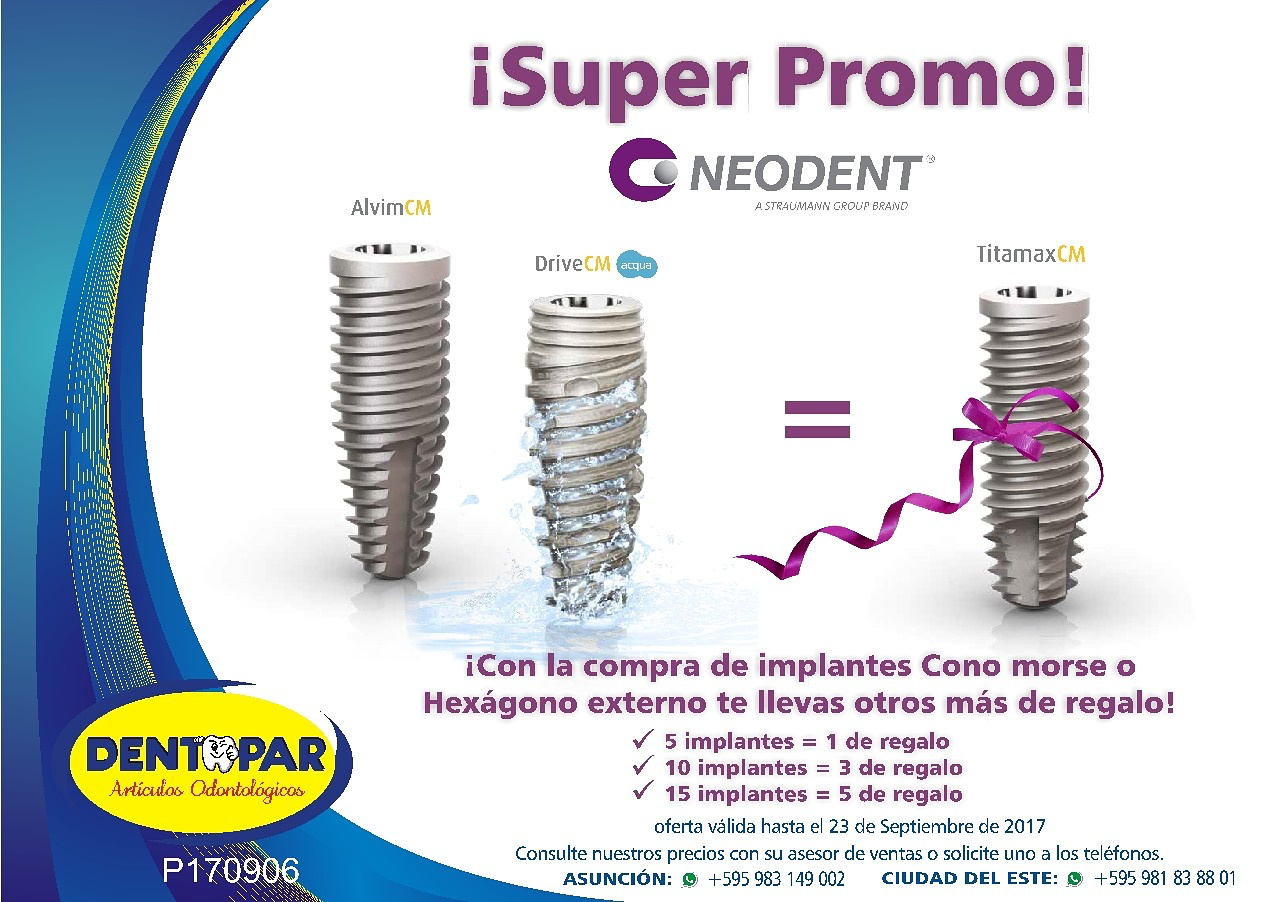 ¡Super Promo!
NEODENT®
A STRAUMANN GROUP BRAND
AlvimCM
DriveCM acqua
TitamaxCM
=
¡Con la compra de implantes Cono morse o
Hexágono externo te llevas otros más de regalo!
✓ 5 implantes = 1 de regalo
✓ 10 implantes = 3 de regalo
✓ 15 implantes = 5 de regalo
oferta válida hasta el 23 de Septiembre de 2017
Consulte nuestros precios con su asesor de ventas o solicite uno a los teléfonos.
ASUNCIÓN: +595 983 149 002 CIUDAD DEL ESTE: +595 981 83 88 01
DENTOPAR
Artículos Odontológicos
P170906